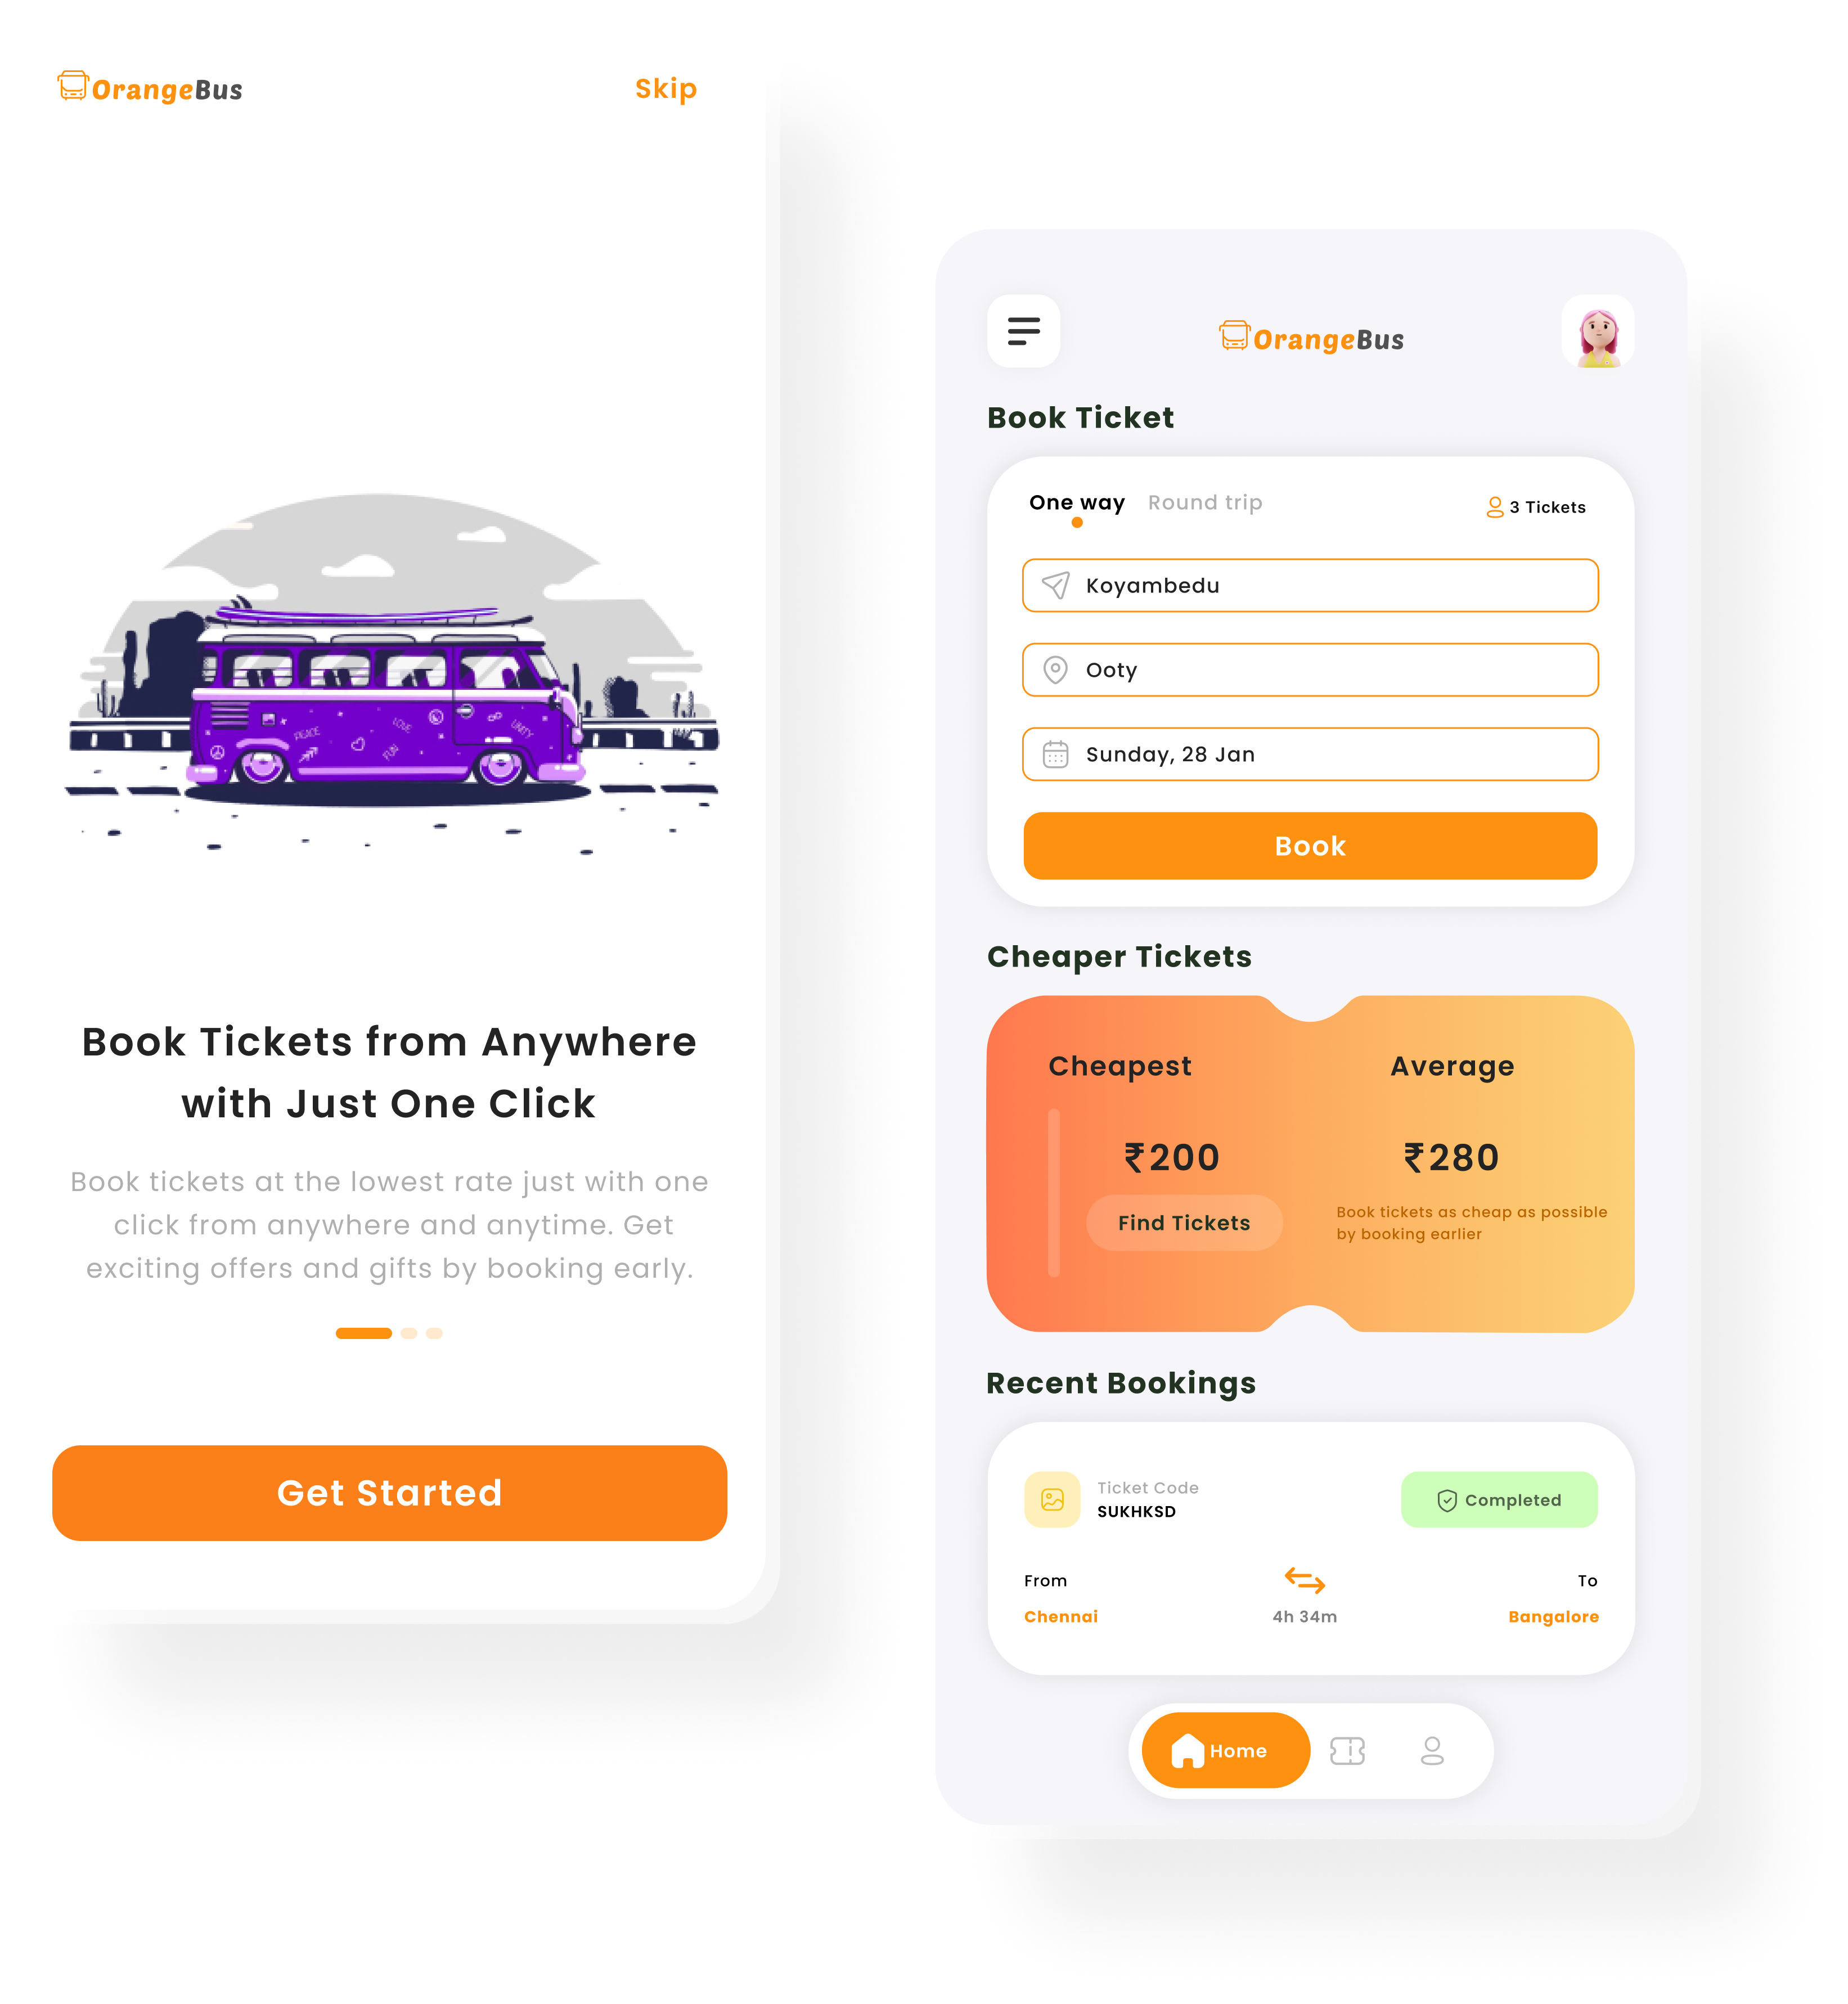 OrangeBus
Skip
PEACE
LOVE
FUN
UNITY
Book Tickets from Anywhere
with Just One Click
Book tickets at the lowest rate just with one
click from anywhere and anytime. Get
exciting offers and gifts by booking early.
Get Started
OrangeBus
Book Ticket
One way Round trip
3 Tickets
Koyambedu
Ooty
Sunday, 28 Jan
Book
Cheaper Tickets
Cheapest
₹200
Find Tickets
Average
₹280
Book tickets as cheap as possible
by booking earlier
Recent Bookings
Ticket Code
SUKHKSD
Completed
From
Chennai
4h 34m
To
Bangalore
Home